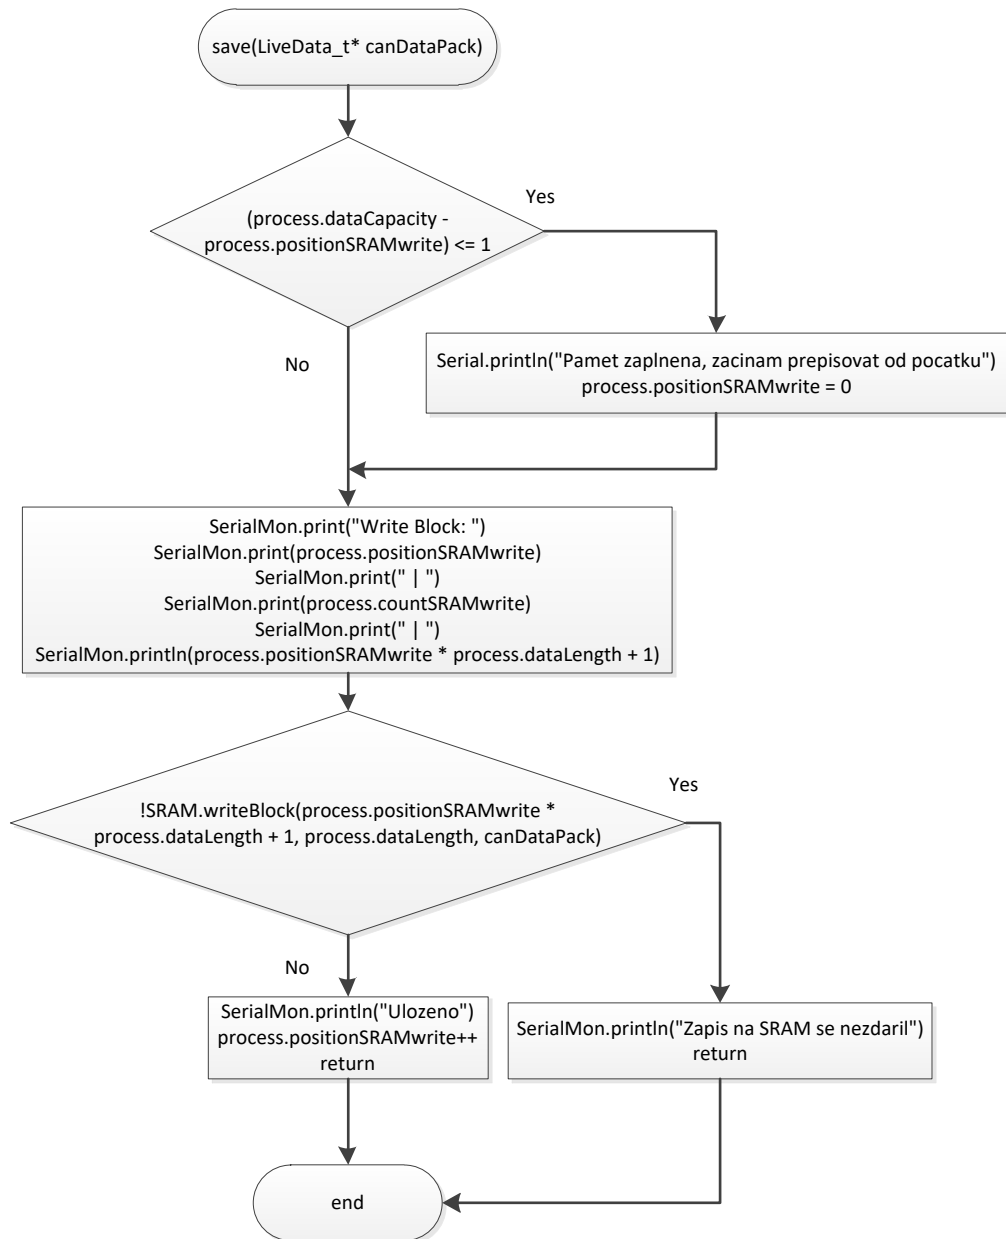 save(LiveData_t* canDataPack)
Yes
(process.dataCapacity -
process.positionSRAMwrite) <= 1
No
Serial.println("Pamet zaplnena, zacinam prepisovat od pocatku")
process.positionSRAMwrite = 0
SerialMon.print("Write Block: ")
SerialMon.print(process.positionSRAMwrite)
SerialMon.print(" | ")
SerialMon.print(process.countSRAMwrite)
SerialMon.print(" | ")
SerialMon.println(process.positionSRAMwrite * process.dataLength + 1)
Yes
!SRAM.writeBlock(process.positionSRAMwrite *
process.dataLength + 1, process.dataLength, canDataPack)
No
SerialMon.println("Ulozeno")
process.positionSRAMwrite++
return
SerialMon.println("Zapis na SRAM se nezdaril")
return
end